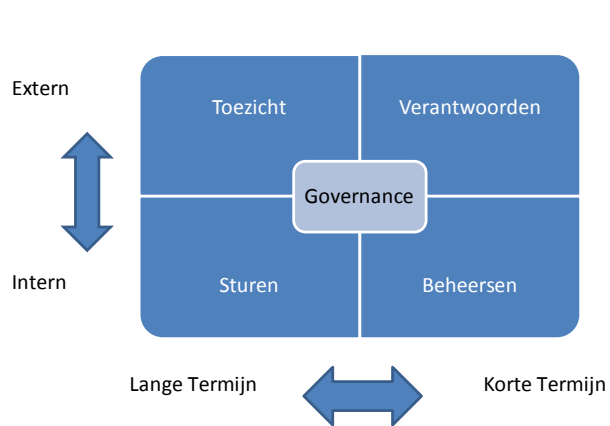 Extern
Toezicht
Verantwoorden
Governance
Intern
Sturen
Beheersen
Lange Termijn
Korte Termijn